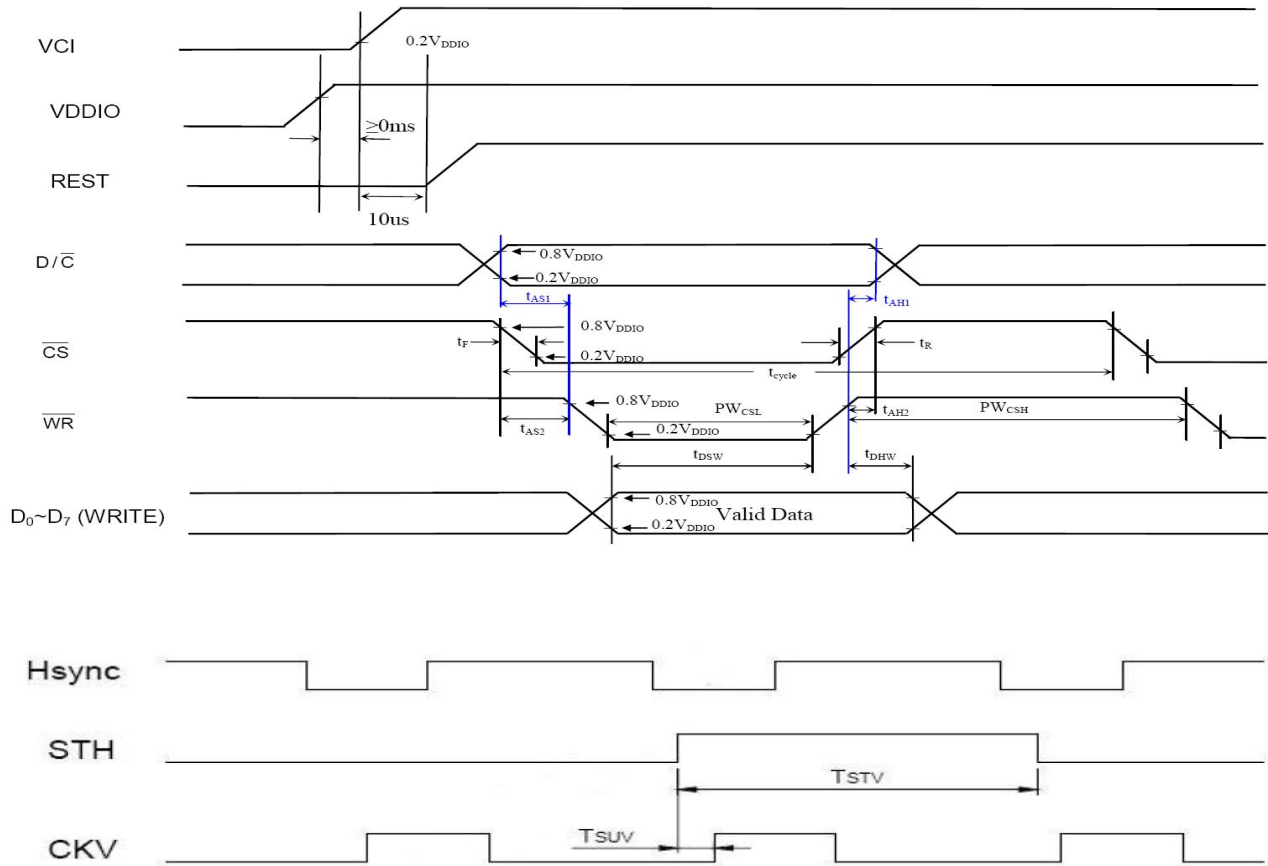 VCI
0.2VDDIO
VDDIO
≥0ms
REST
10us
D/C̅
0.8VDDIO
0.2VDDIO
tAS1
tAH1
C̅S̅
tF
0.8VDDIO
0.2VDDIO
tR
tcycle
W̅R̅
0.8VDDIO
PWCSL
tAH2
PWCSH
tAS2
0.2VDDIO
tDSW
tDHW
D0~D7 (WRITE)
0.8VDDIO
Valid Data
0.2VDDIO
Hsync
STH
TSTV
TSUV
CKV